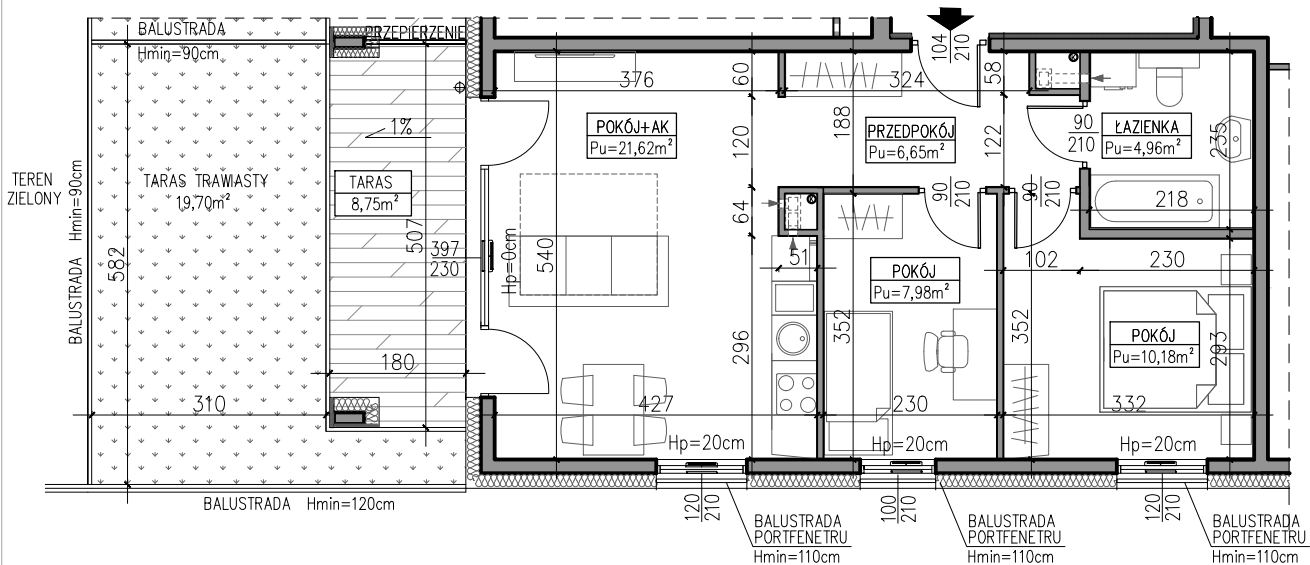 BALUSTRADA
Hmin=90cm
PRZEPIERZENIE
TEREN
ZIELONY
BALUSTRADA Hmin=90cm
582
TARAS TRAWIASTY
19,70m²
310
1%
TARAS
8,75m²
507
180
397
230
Hp=0cm
376
60
POKÓJ+AK
Pu=21,62m²
120
64
540
296
427
Hp=20cm
51
324
188
104
210
58
PRZEDPOKÓJ
Pu=6,65m²
122
90
210
90
210
90
210
ŁAZIENKA
Pu=4,96m²
235
218
POKÓJ
Pu=7,98m²
352
230
Hp=20cm
102
230
352
POKÓJ
Pu=10,18m²
293
332
Hp=20cm
BALUSTRADA Hmin=120cm
120
210
BALUSTRADA
PORTFENETRU
Hmin=110cm
100
210
BALUSTRADA
PORTFENETRU
Hmin=110cm
120
210
BALUSTRADA
PORTFENETRU
Hmin=110cm